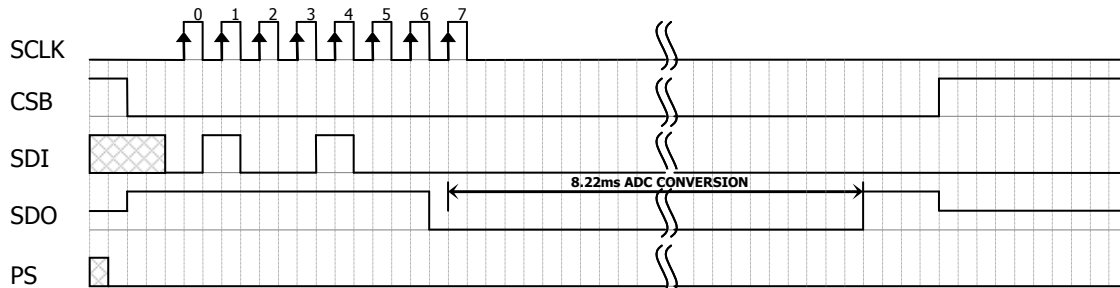 0 1 2 3 4 5 6 7
SCLK
CSB
SDI
8.22ms ADC CONVERSION
SDO
PS